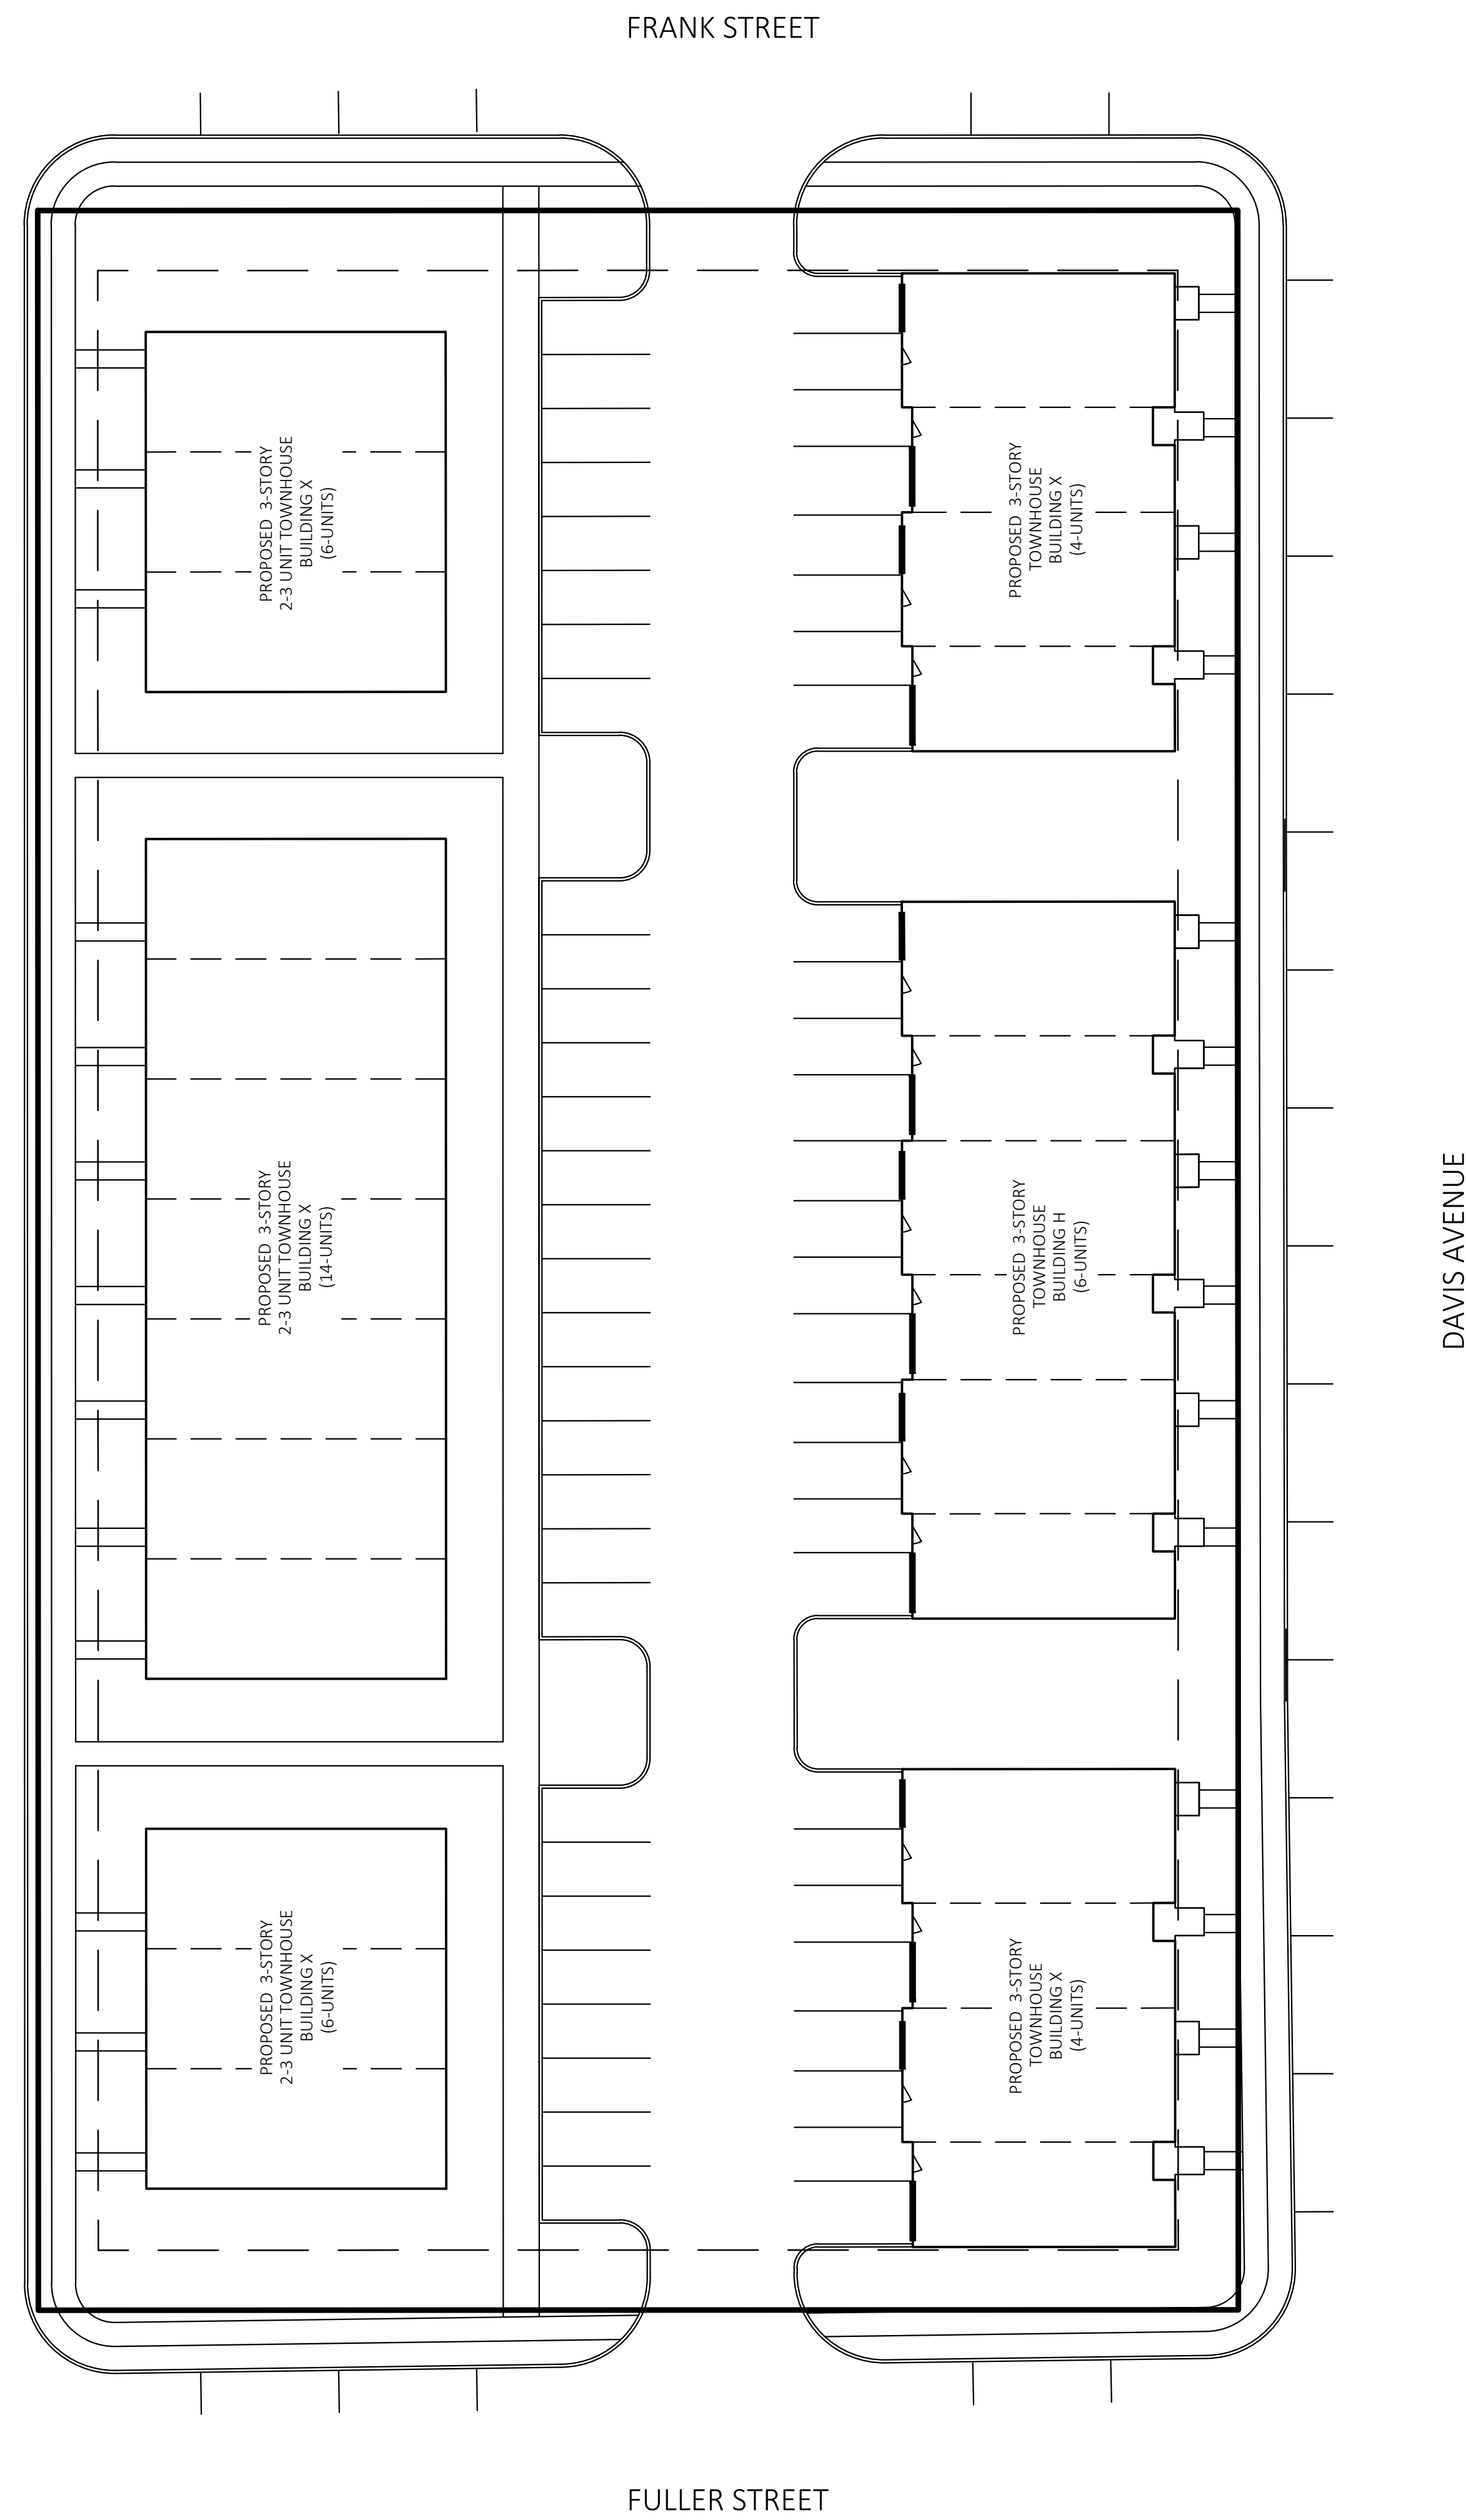 FRANK STREET
PROPOSED 3-STORY
2-3 UNIT TOWNHOUSE
BUILDING X
(6-UNITS)
PROPOSED 3-STORY
TOWNHOUSE
BUILDING X
(4-UNITS)
PROPOSED 3-STORY
2-3 UNIT TOWNHOUSE
BUILDING X
(14-UNITS)
PROPOSED 3-STORY
TOWNHOUSE
BUILDING H
(6-UNITS)
DAVIS AVENUE
PROPOSED 3-STORY
2-3 UNIT TOWNHOUSE
BUILDING X
(6-UNITS)
PROPOSED 3-STORY
TOWNHOUSE
BUILDING X
(4-UNITS)
FULLER STREET